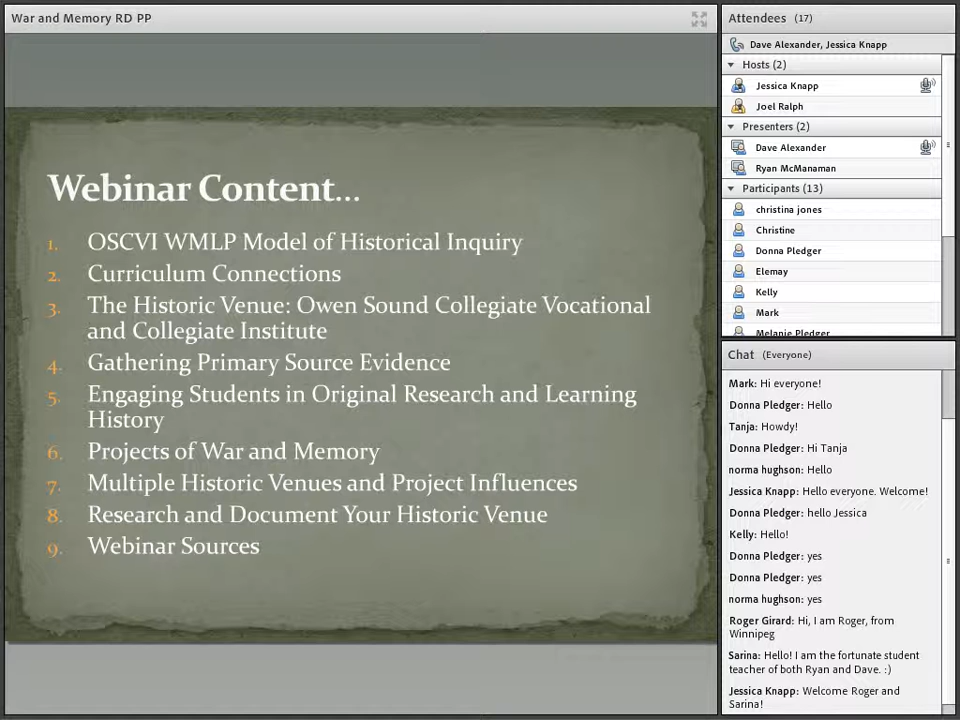 War and Memory RD PP
Webinar Content...
1. OSCVI WMLP Model of Historical Inquiry
2. Curriculum Connections
3. The Historic Venue: Owen Sound Collegiate Vocational
and Collegiate Institute
4. Gathering Primary Source Evidence
5. Engaging Students in Original Research and Learning
History
6. Projects of War and Memory
7. Multiple Historic Venues and Project Influences
8. Research and Document Your Historic Venue
9. Webinar Sources
Attendees (17)
Dave Alexander, Jessica Knapp
Hosts (2)
Jessica Knapp
Joel Ralph
Presenters (2)
Dave Alexander
Ryan McManaman
Participants (13)
christina jones
Christine
Donna Pledger
Elemay
Kelly
Mark
Melanie Pledger
Chat (Everyone)
Mark: Hi everyone!
Donna Pledger: Hello
Tanja: Howdy!
Donna Pledger: Hi Tanja
norma hughson: Hello
Jessica Knapp: Hello everyone. Welcome!
Donna Pledger: hello Jessica
Kelly: Hello!
Donna Pledger: yes
Donna Pledger: yes
norma hughson: yes
Roger Girard: Hi, I am Roger, from
Winnipeg
Sarina: Hello! I am the fortunate student
teacher of both Ryan and Dave. :)
Jessica Knapp: Welcome Roger and
Sarina!